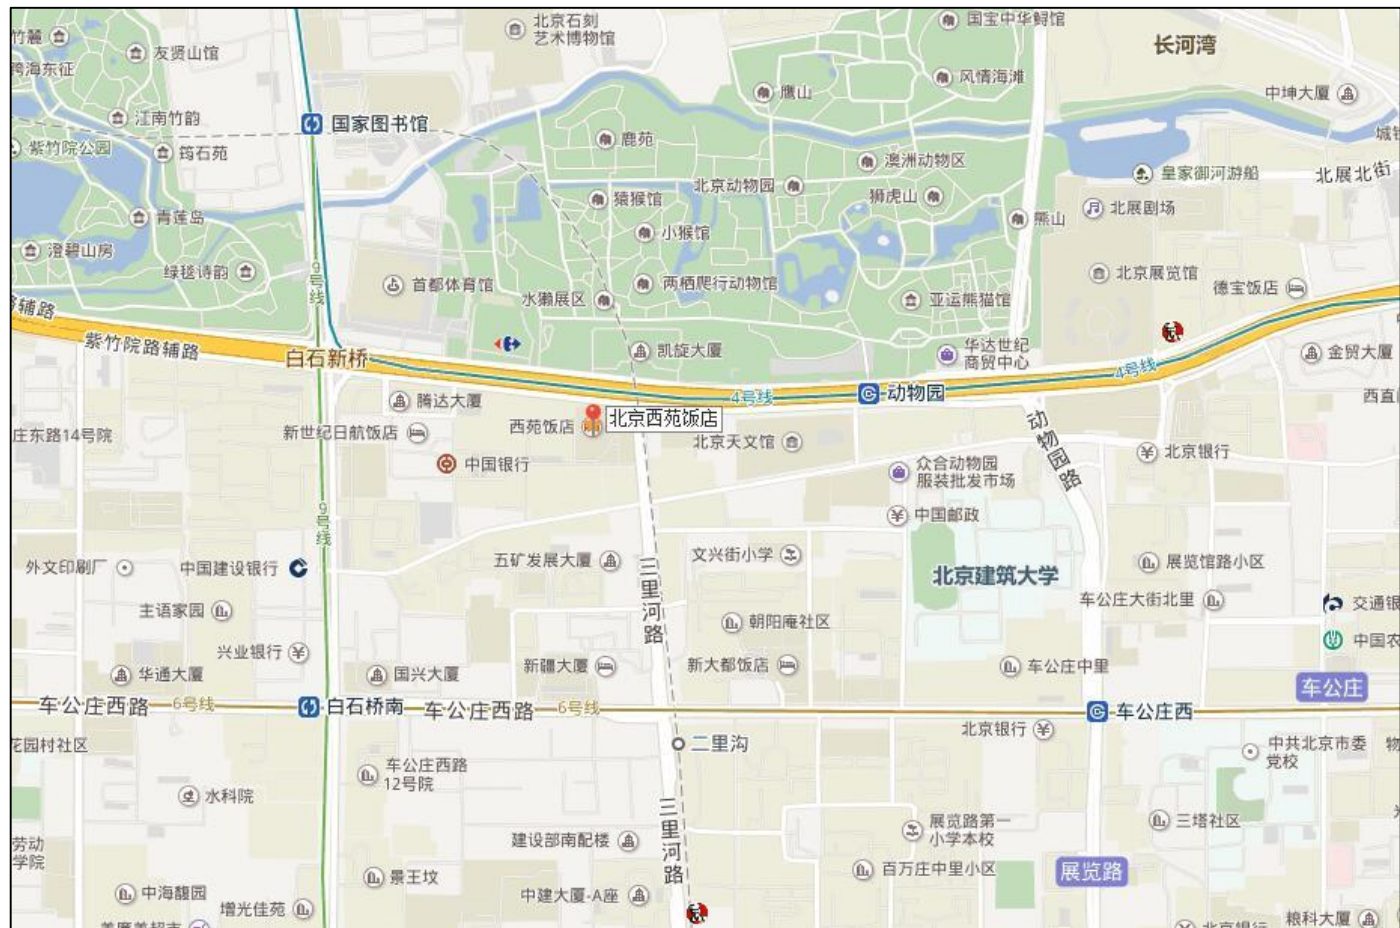 北京石刻
艺术博物馆
国宝中华鲟馆
长河湾
竹麓
友贤山馆
跨海东征
风情海滩
鹰山
中坤大厦
江南竹韵
国家图书馆
紫竹院公园
筠石苑
鹿苑
澳洲动物区
皇家御河游船
北展北街
北京动物园
狮虎山
猿猴馆
青莲岛
北展剧场
熊山
小猴馆
澄碧山房
绿毯诗韵
9号线
首都体育馆
水獭展区
两栖爬行动物馆
亚运熊猫馆
北京展览馆
德宝饭店
辅路
紫竹院路辅路
白石新桥
凯旋大厦
华达世纪
商贸中心
4号线
金贸大厦
腾达大厦
4号线
动物园
西直
新世纪日航饭店
西苑饭店
北京西苑饭店
庄东路14号院
北京天文馆
动物园路
北京银行
中国银行
众合动物园
服装批发市场
中国邮政
9号线
外文印刷厂
中国建设银行
五矿发展大厦
文兴街小学
北京建筑大学
展览馆路小区
三里河路
主语家园
朝阳庵社区
车公庄大街北里
交通银
兴业银行
中国农
华通大厦
国兴大厦
新疆大厦
新大都饭店
车公庄中里
车公庄
车公庄西路
6号线
白石桥南
车公庄西路
6号线
车公庄西
花园村社区
二里沟
北京银行
中共北京市委
党校
物
车公庄西路
12号院
水科院
三里河路
展览路第一
小学本校
三塔社区
劳动
学院
建设部南配楼
景王坟
百万庄中里小区
展览路
中海馥园
中建大厦-A座
增光佳苑
粮科大厦
北京银行